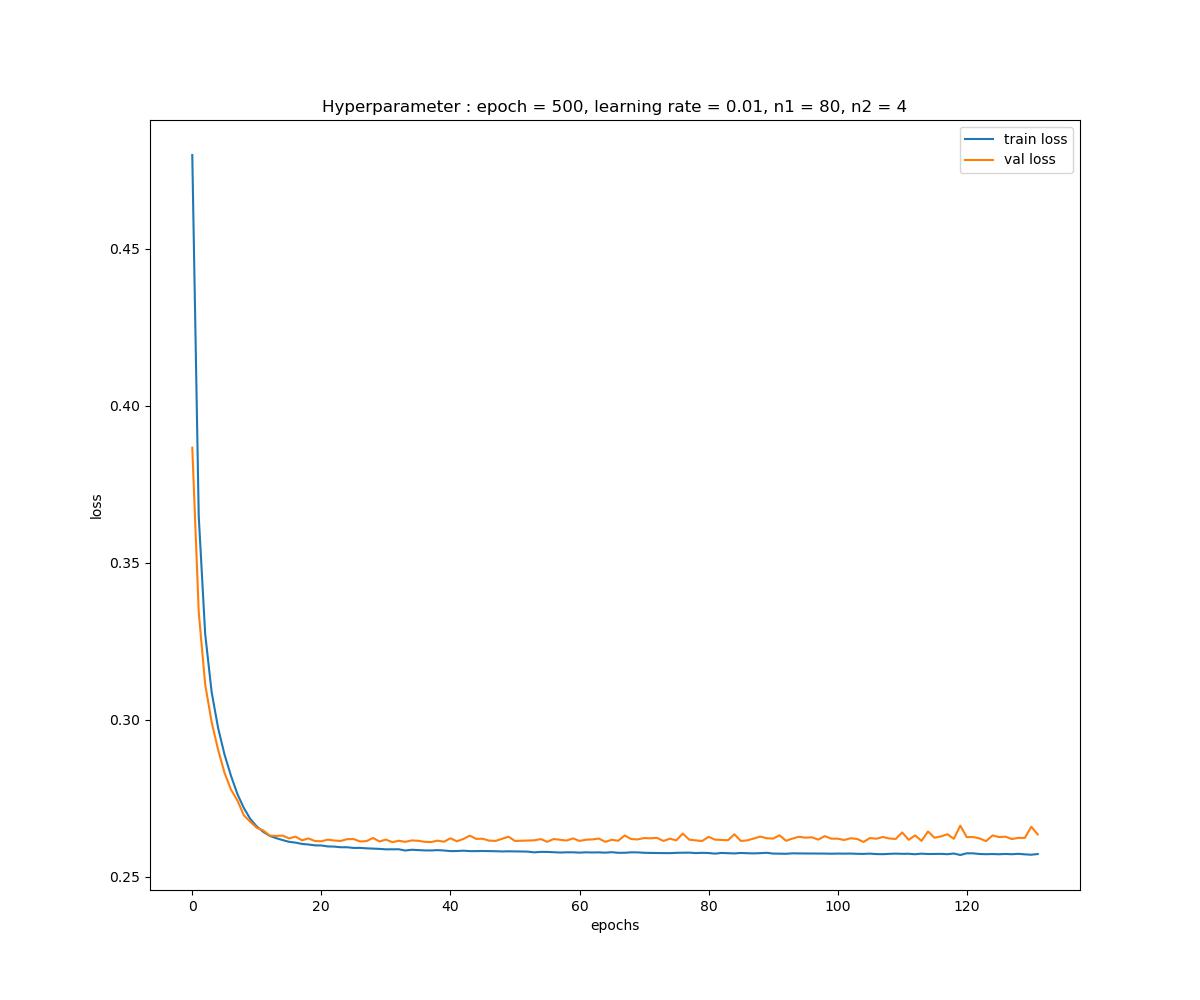 Hyperparameter : epoch = 500, learning rate = 0.01, n1 = 80, n2 = 4
train loss
val loss
0.45
0.40
0.35
0.30
0.25
loss
0 20 40 60 80 100 120
epochs